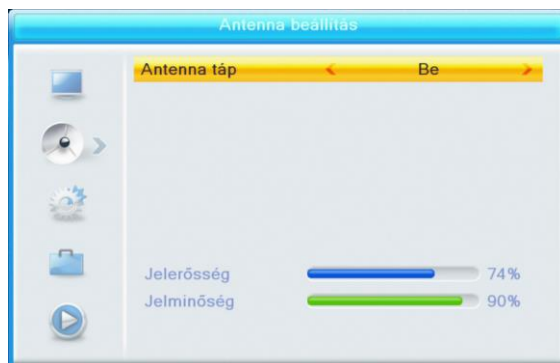 Antenna beállítás
Antenna táp < Be >
Jelerősség 74%
Jelminőség 90%